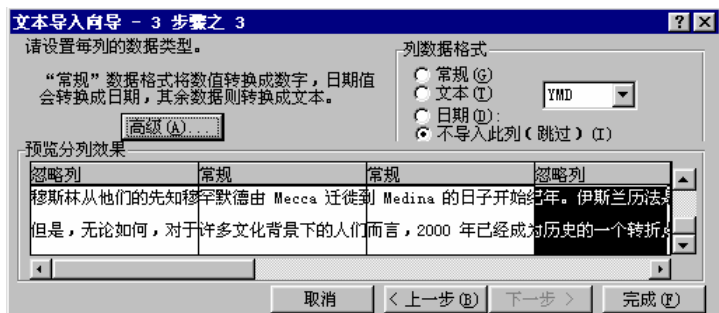 文本导入向导 - 3 步骤之 3
请设置每列的数据类型。
“常规”数据格式将数值转换成数字，日期值
会转换成日期，其余数据则转换成文本。
高级(A)...
列数据格式
常规(G)
文本(T)
日期(D):
YMD
不导入此列(跳过)(I)
预览分列效果
忽略列 常规 常规 忽略列
穆斯林从他们的先知穆罕默德由 Mecca 迁徙到 Medina 的日子开始纪年。伊斯兰历法是
但是，无论如何，对于许多文化背景下的人们而言，2000 年已经成为历史的一个转折点
取消 <上一步(B) 下一步 > 完成(F)